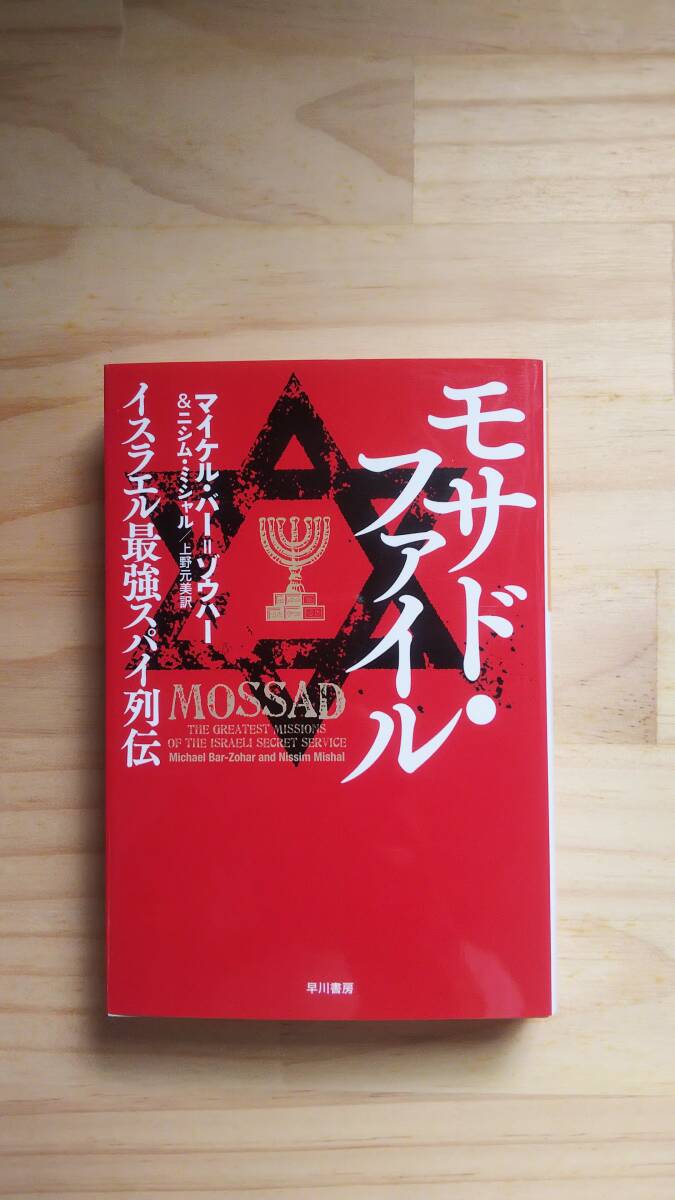 モサド・
ファイル
マイケル・バー＝ゾウハー
&ニシム・ミシャル／上野元美訳
イスラエル最強スパイ列伝
MOSSAD
THE GREATEST MISSIONS
OF THE ISRAELI SECRET SERVICE
Michael Bar-Zohar and Nissim Mishal
早川書房